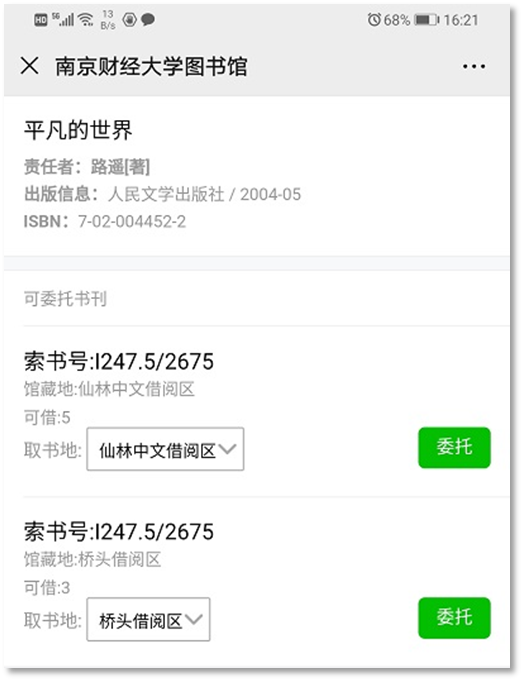 HD 5G 13 B/s 68% 16:21
南京财经大学图书馆
平凡的世界
责任者：路遥[著]
出版信息：人民文学出版社 / 2004-05
ISBN：7-02-004452-2
可委托书刊
索书号:I247.5/2675
馆藏地:仙林中文借阅区
可借:5
取书地: 仙林中文借阅区 委托
索书号:I247.5/2675
馆藏地:桥头借阅区
可借:3
取书地: 桥头借阅区 委托